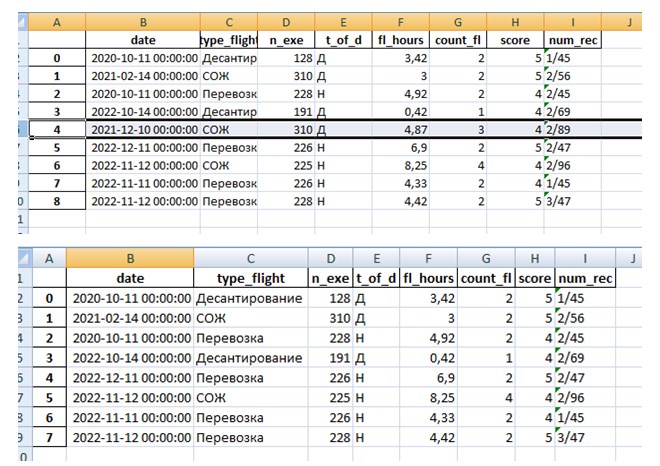 A B C D E F G H I J
date type_flight n_exe t_of_d fl_hours count_fl score num_rec
2 0 2020-10-11 00:00:00 Десантир 128 Д 3,42 2 5 1/45
1 2021-02-14 00:00:00 СОЖ 310 Д 3 2 5 2/56
2 2020-10-11 00:00:00 Перевозк 228 Н 4,92 2 4 2/45
3 2022-10-14 00:00:00 Десантир 191 Д 0,42 1 4 2/69
4 2021-12-10 00:00:00 СОЖ 310 Д 4,87 3 4 2/89
5 2022-12-11 00:00:00 Перевозк 226 Н 6,9 2 5 2/47
6 2022-11-12 00:00:00 СОЖ 225 Н 8,25 4 4 2/96
7 2022-11-11 00:00:00 Перевозк 226 Н 4,33 2 4 1/45
0 8 2022-11-12 00:00:00 Перевозк 228 Н 4,42 2 5 3/47
1
A B C D E F G H I J
1 date type_flight n_exe t_of_d fl_hours count_fl score num_rec
2 0 2020-10-11 00:00:00 Десантирование 128 Д 3,42 2 5 1/45
3 1 2021-02-14 00:00:00 СОЖ 310 Д 3 2 5 2/56
4 2 2020-10-11 00:00:00 Перевозка 228 Н 4,92 2 4 2/45
5 3 2022-10-14 00:00:00 Десантирование 191 Д 0,42 1 4 2/69
6 4 2022-12-11 00:00:00 Перевозка 226 Н 6,9 2 5 2/47
7 5 2022-11-12 00:00:00 СОЖ 225 Н 8,25 4 4 2/96
8 6 2022-11-11 00:00:00 Перевозка 226 Н 4,33 2 4 1/45
9 7 2022-11-12 00:00:00 Перевозка 228 Н 4,42 2 5 3/47
0